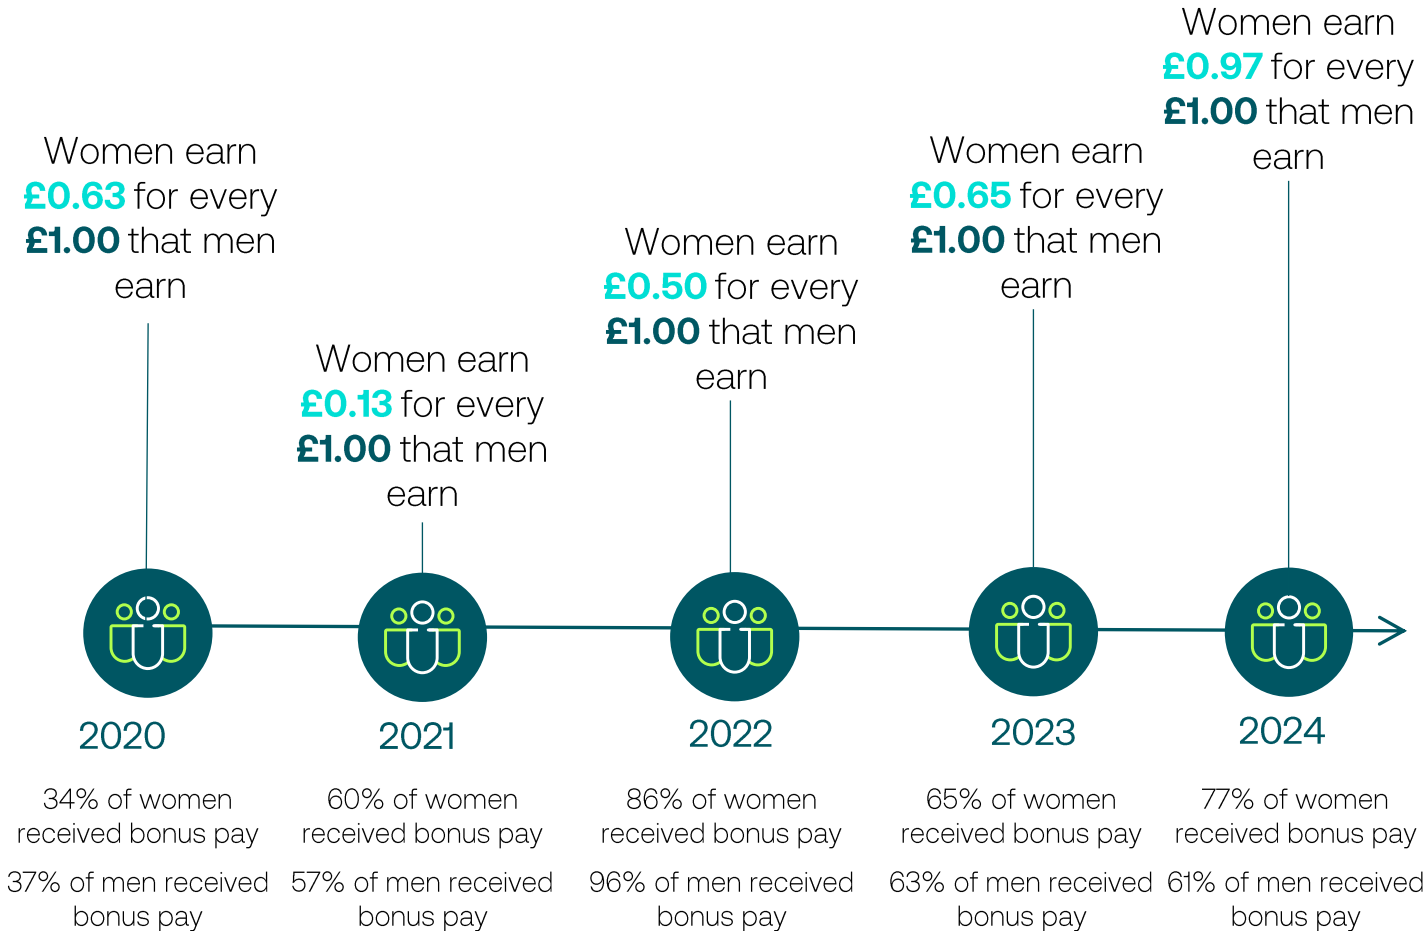 Women earn
£0.63 for every
£1.00 that men
earn
2020
34% of women
received bonus pay
37% of men received
bonus pay
Women earn
£0.13 for every
£1.00 that men
earn
2021
60% of women
received bonus pay
57% of men received
bonus pay
Women earn
£0.50 for every
£1.00 that men
earn
2022
86% of women
received bonus pay
96% of men received
bonus pay
Women earn
£0.65 for every
£1.00 that men
earn
2023
65% of women
received bonus pay
63% of men received
bonus pay
Women earn
£0.97 for every
£1.00 that men
earn
2024
77% of women
received bonus pay
61% of men received
bonus pay